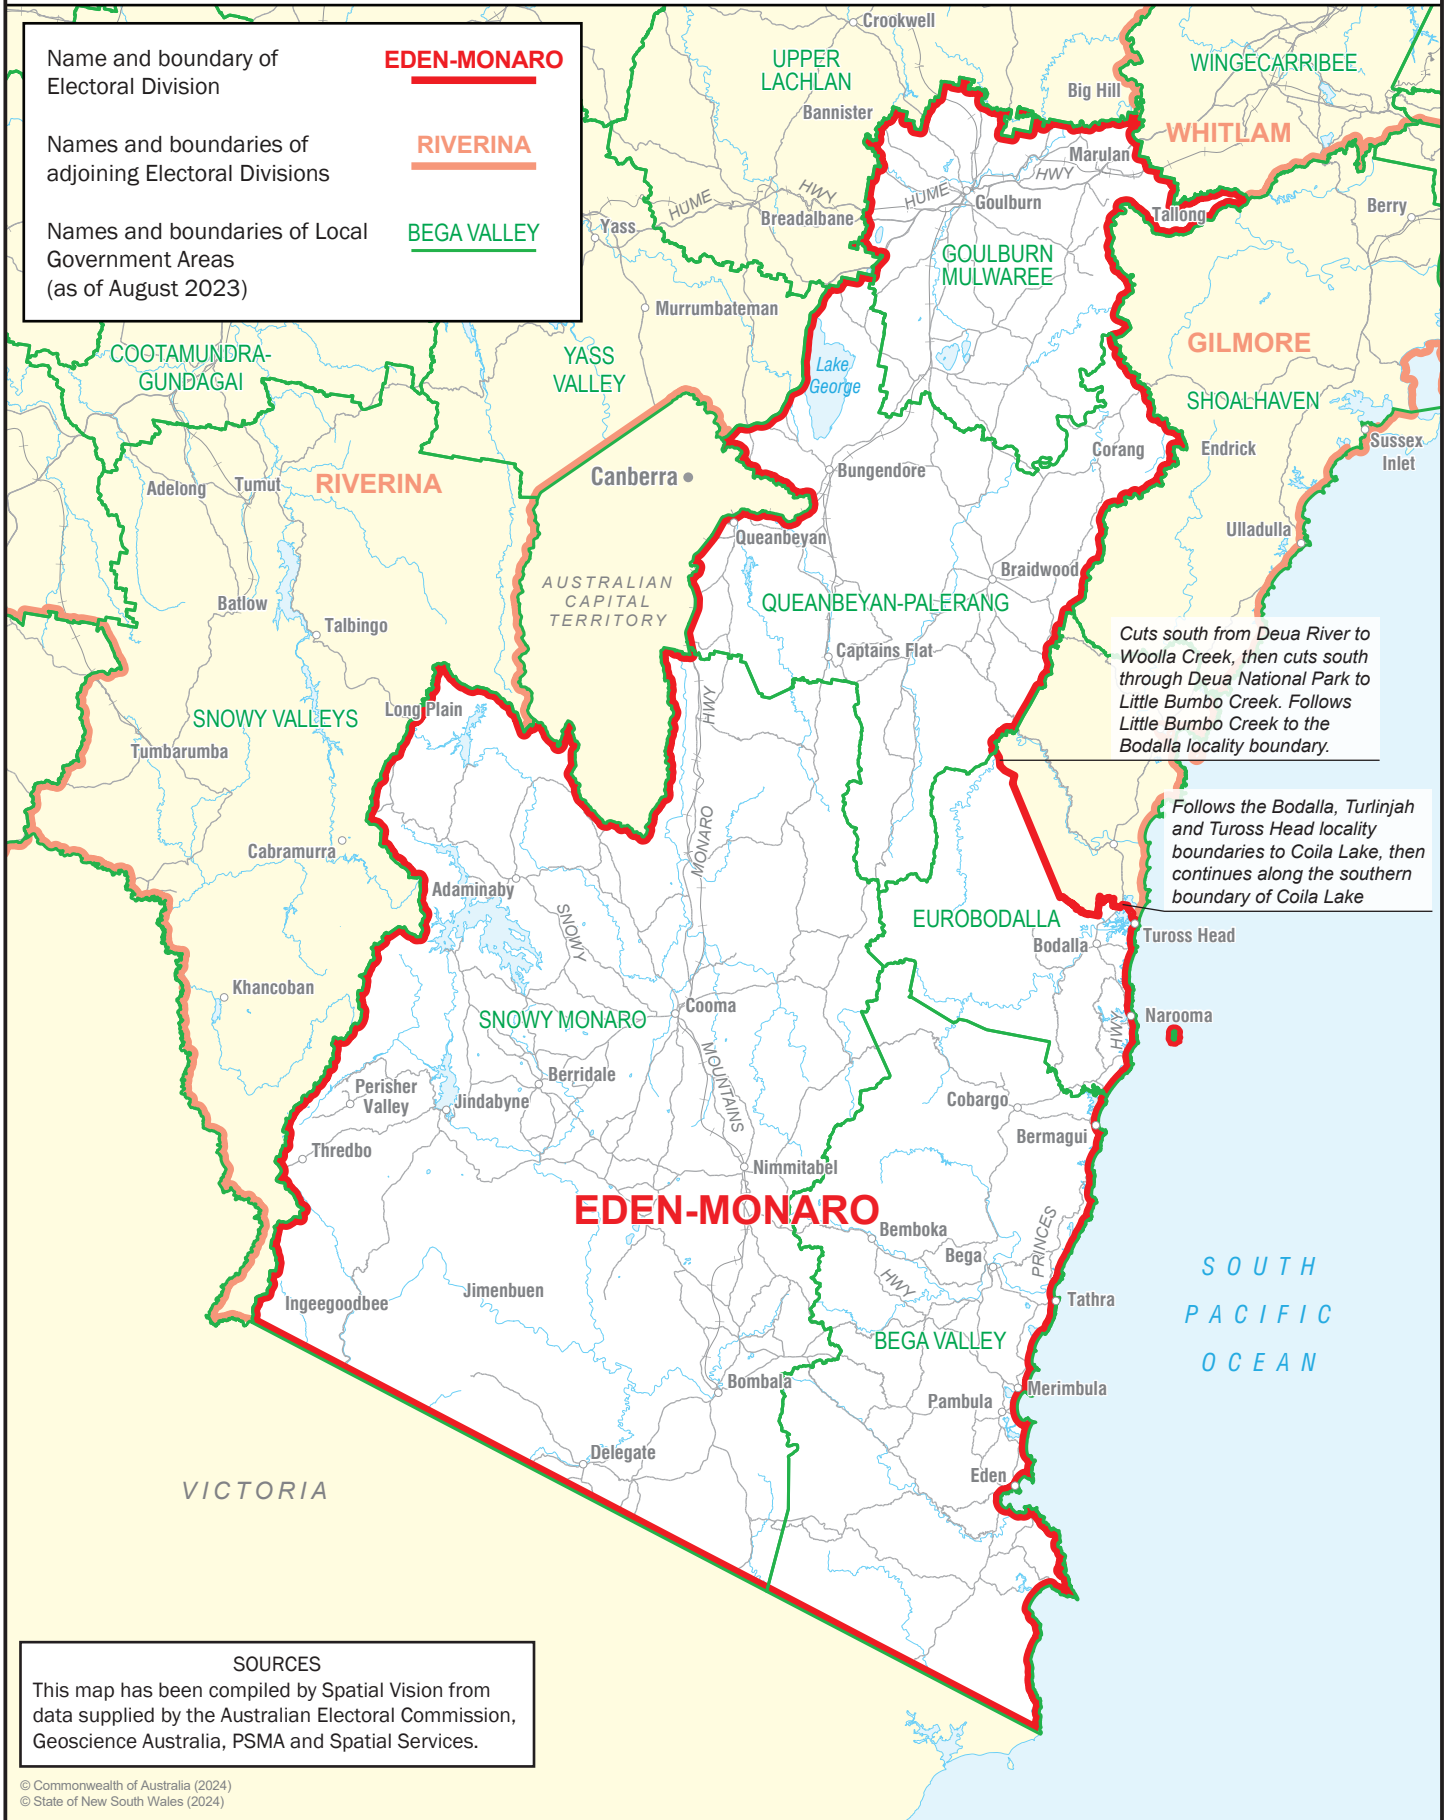 Name and boundary of
Electoral Division
EDEN-MONARO
Names and boundaries of
adjoining Electoral Divisions
RIVERINA
Names and boundaries of Local
Government Areas
(as of August 2023)
BEGA VALLEY
Crookwell
UPPER
LACHLAN
WINGECARRIBEE
Big Hill
Bannister
WHITLAM
Marulan
HUME
HWY
Goulburn
HUME
HWY
Breadalbane
Yass
Tallong
Berry
GOULBURN
MULWAREE
Murrumbateman
COOTAMUNDRA-
GUNDAGAI
YASS
VALLEY
Lake
George
GILMORE
SHOALHAVEN
Sussex
Inlet
Endrick
Corang
Bungendore
Canberra
RIVERINA
Adelong
Tumut
Ulladulla
Queanbeyan
Braidwood
AUSTRALIAN
CAPITAL
TERRITORY
QUEANBEYAN-PALERANG
Batlow
Talbingo
Captains Flat
Cuts south from Deua River to
Woolla Creek, then cuts south
through Deua National Park to
Little Bumbo Creek. Follows
Little Bumbo Creek to the
Bodalla locality boundary.
Long Plain
SNOWY VALLEYS
HWY
Tumbarumba
Follows the Bodalla, Turlinjah
and Tuross Head locality
boundaries to Coila Lake, then
continues along the southern
boundary of Coila Lake
MONARO
Cabramurra
Adaminaby
SNOWY
EUROBODALLA
Tuross Head
Bodalla
Khancoban
Cooma
SNOWY MONARO
Narooma
HWY
MOUNTAINS
Berridale
Perisher
Valley
Jindabyne
Cobargo
Bermagui
Thredbo
Nimmitabel
EDEN-MONARO
Bemboka
PRINCES
Bega
HWY
SOUTH
PACIFIC
OCEAN
Jimenbuen
Ingeegoodbee
Tathra
BEGA VALLEY
Bombala
Merimbula
Pambula
Delegate
Eden
VICTORIA
SOURCES
This map has been compiled by Spatial Vision from
data supplied by the Australian Electoral Commission,
Geoscience Australia, PSMA and Spatial Services.
© Commonwealth of Australia (2024)
© State of New South Wales (2024)